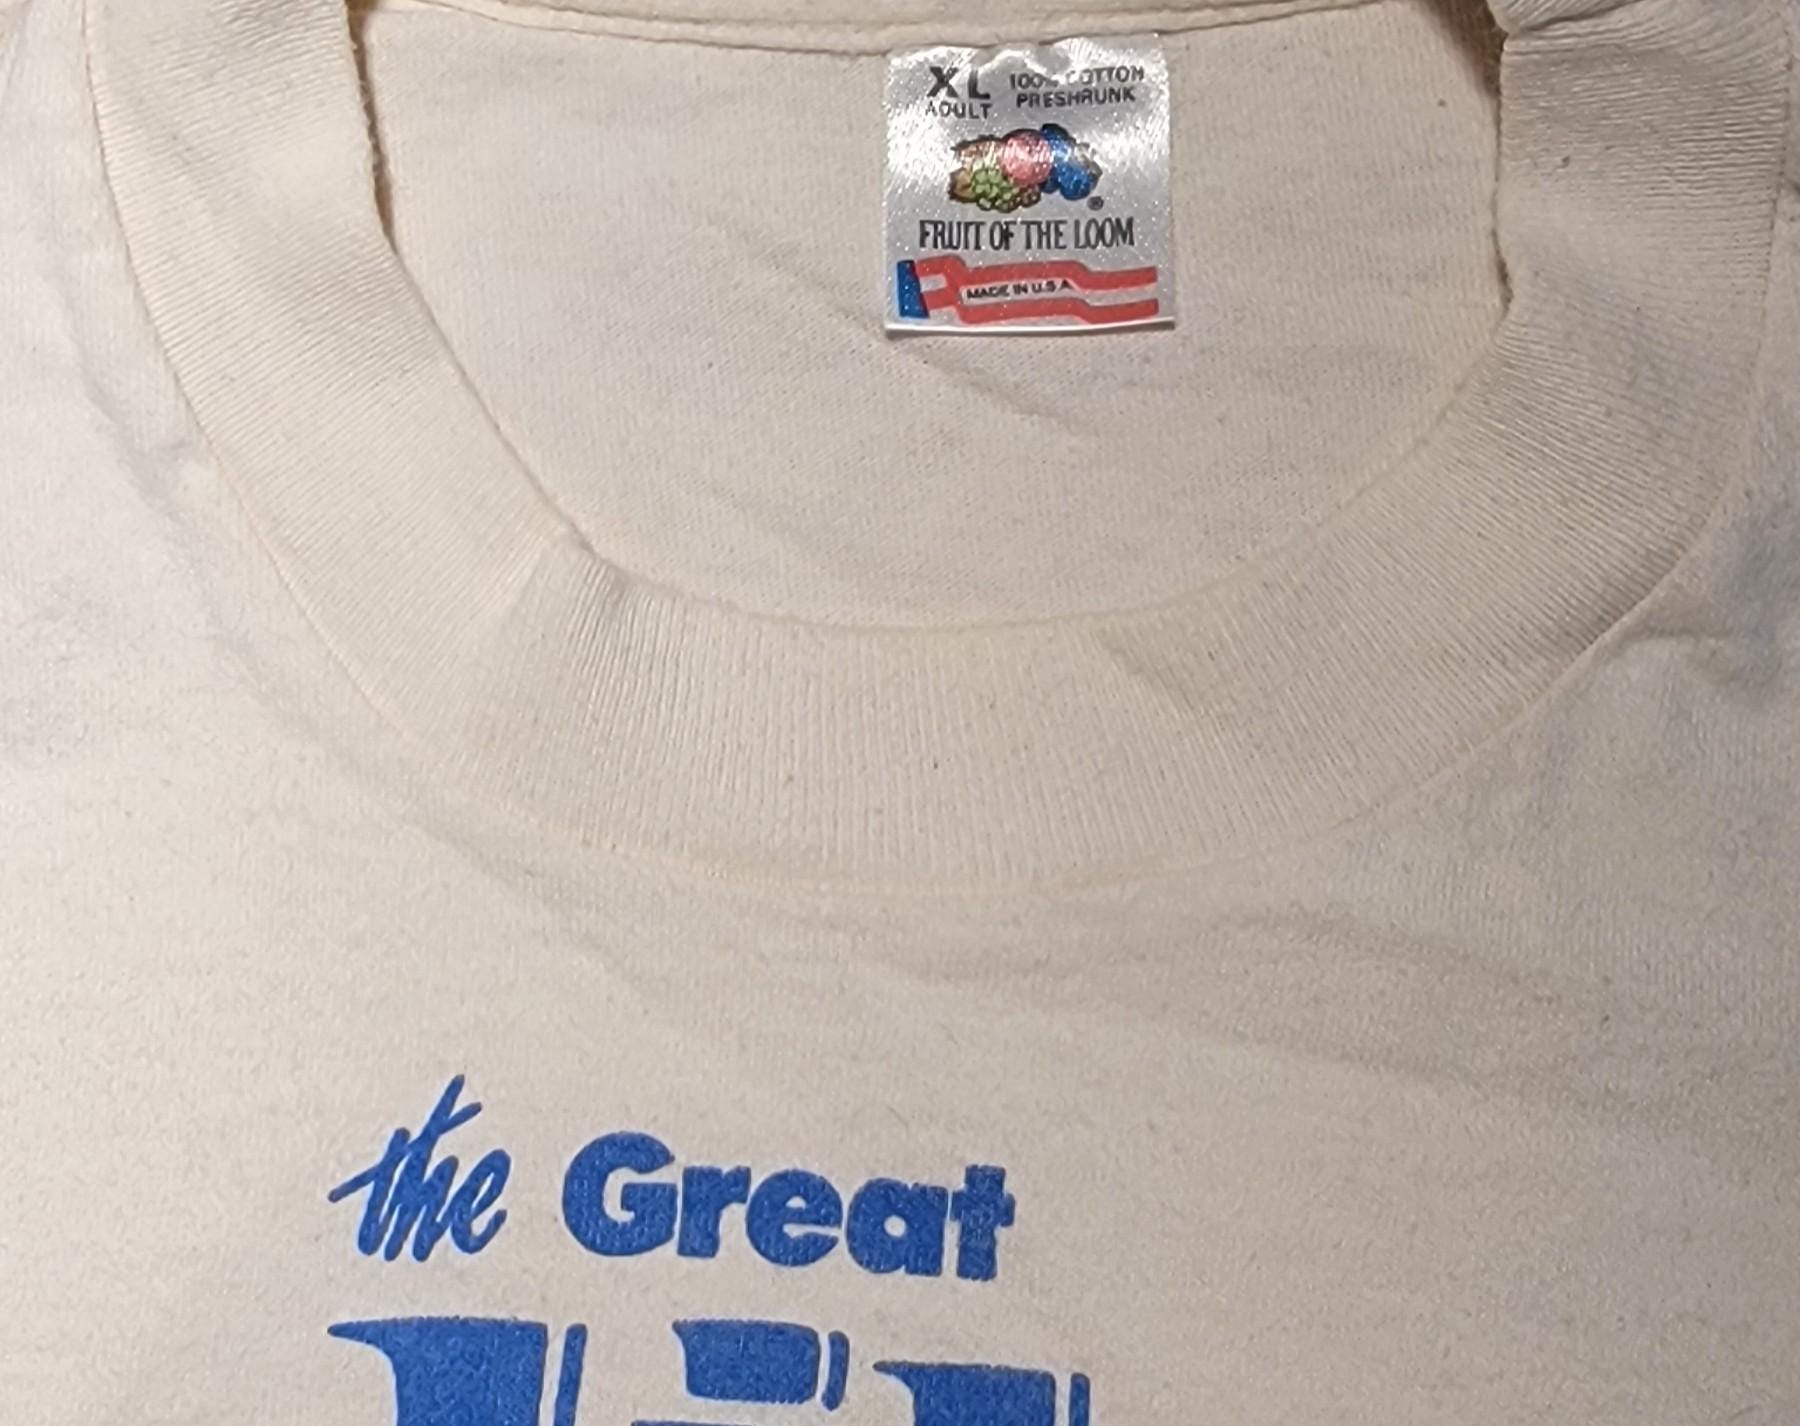 XL 100% COTTON
ADULT PRESHRUNK
®
FRUIT OF THE LOOM
MADE IN U.S.A.
the Great